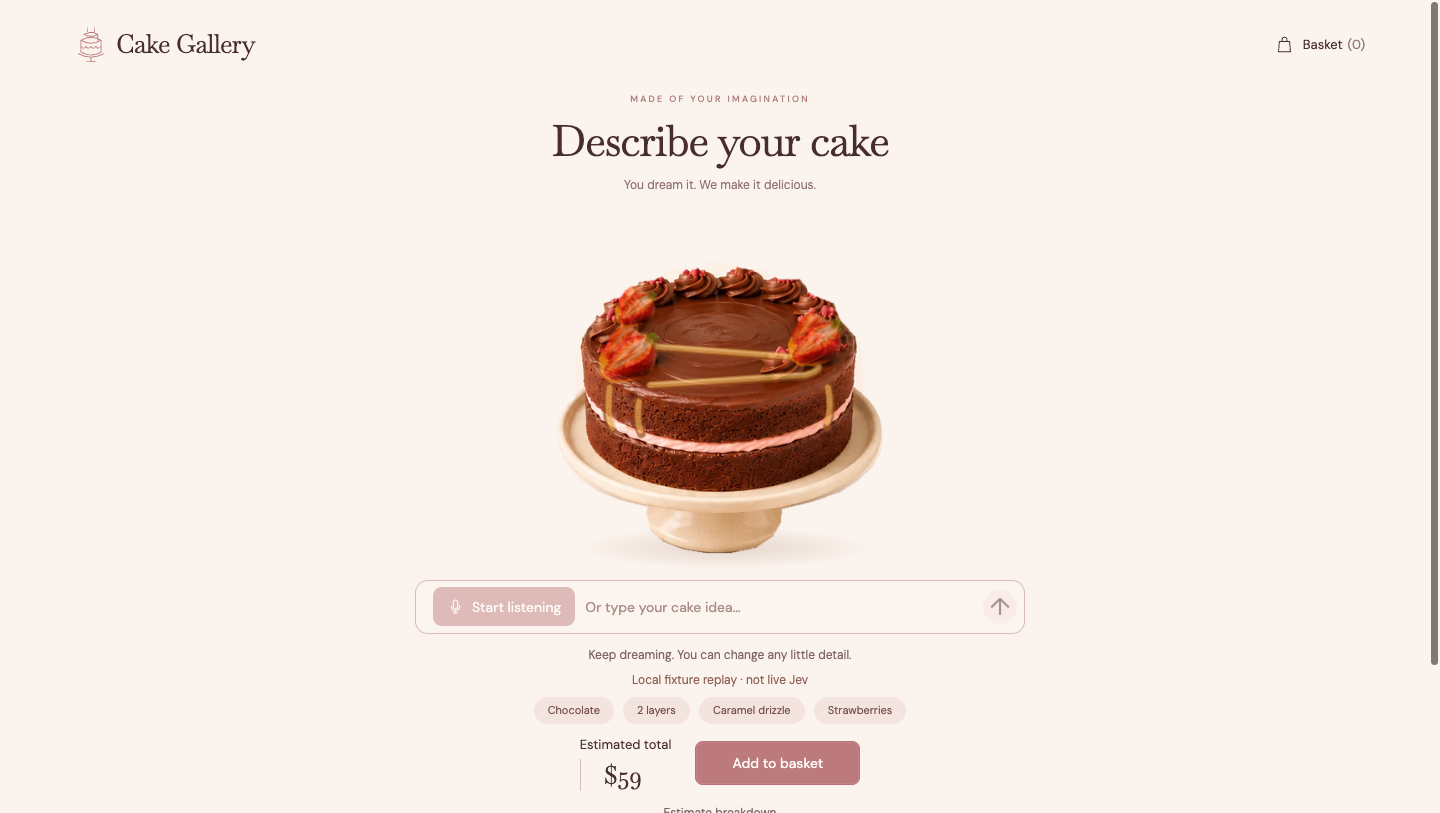 Cake Gallery
Basket (0)
MADE OF YOUR IMAGINATION
Describe your cake
You dream it. We make it delicious.
Start listening
Or type your cake idea...
Keep dreaming. You can change any little detail.
Local fixture replay · not live Jev
Chocolate
2 layers
Caramel drizzle
Strawberries
Estimated total
$59
Add to basket
Estimate breakdown